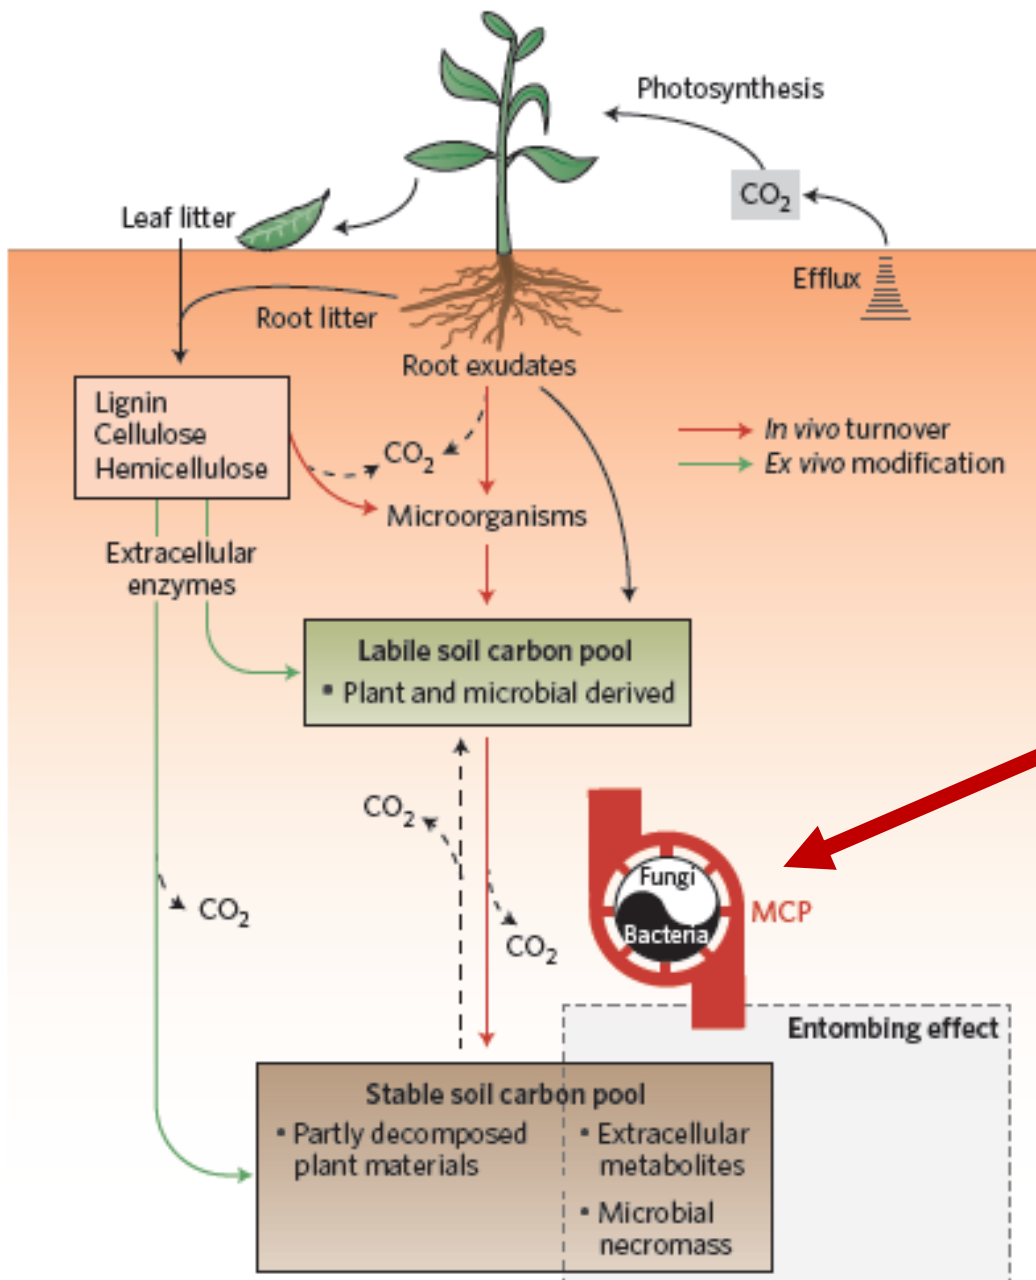 Photosynthesis
CO2
Leaf litter
Efflux
Root litter
Root exudates
Lignin
Cellulose
Hemicellulose
CO2
In vivo turnover
Ex vivo modification
Microorganisms
Extracellular
enzymes
Labile soil carbon pool
▪ Plant and microbial derived
CO2
Fungi
Bacteria
MCP
CO2
CO2
Entombing effect
Stable soil carbon pool
• Partly decomposed
plant materials
• Extracellular
metabolites
• Microbial
necromass